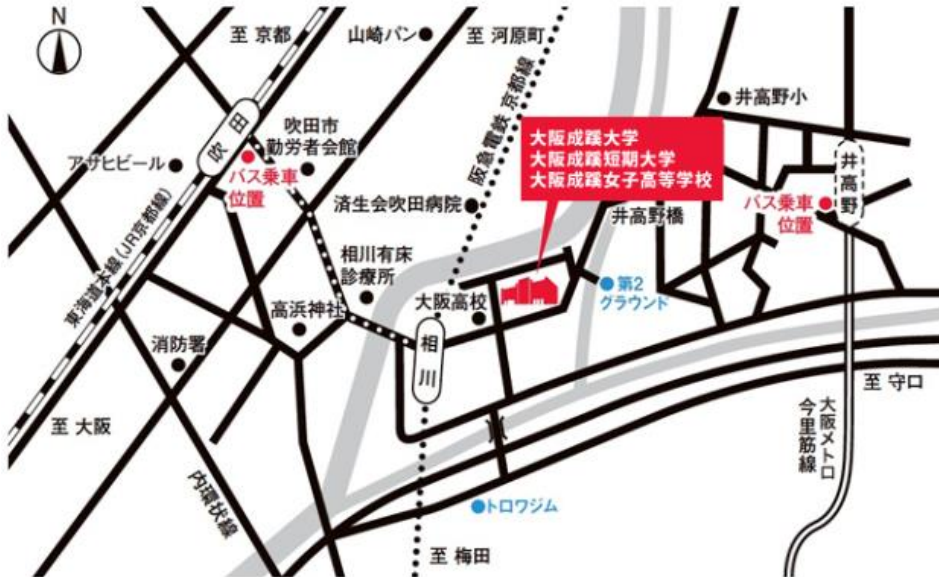 N
至 京都
山崎パン
至 河原町
阪急電鉄 京都線
井高野小
吹田
吹田市
勤労者会館
大阪成蹊大学
大阪成蹊短期大学
大阪成蹊女子高等学校
アサヒビール
バス乗車
位置
済生会吹田病院
井高野橋
バス乗車
位置
井高野
東海道本線(JR京都線)
相川有床
診療所
第2
グラウンド
大阪高校
高浜神社
消防署
相川
至 守口
至 大阪
大阪メトロ
今里筋線
内環状線
トロワジム
至 梅田